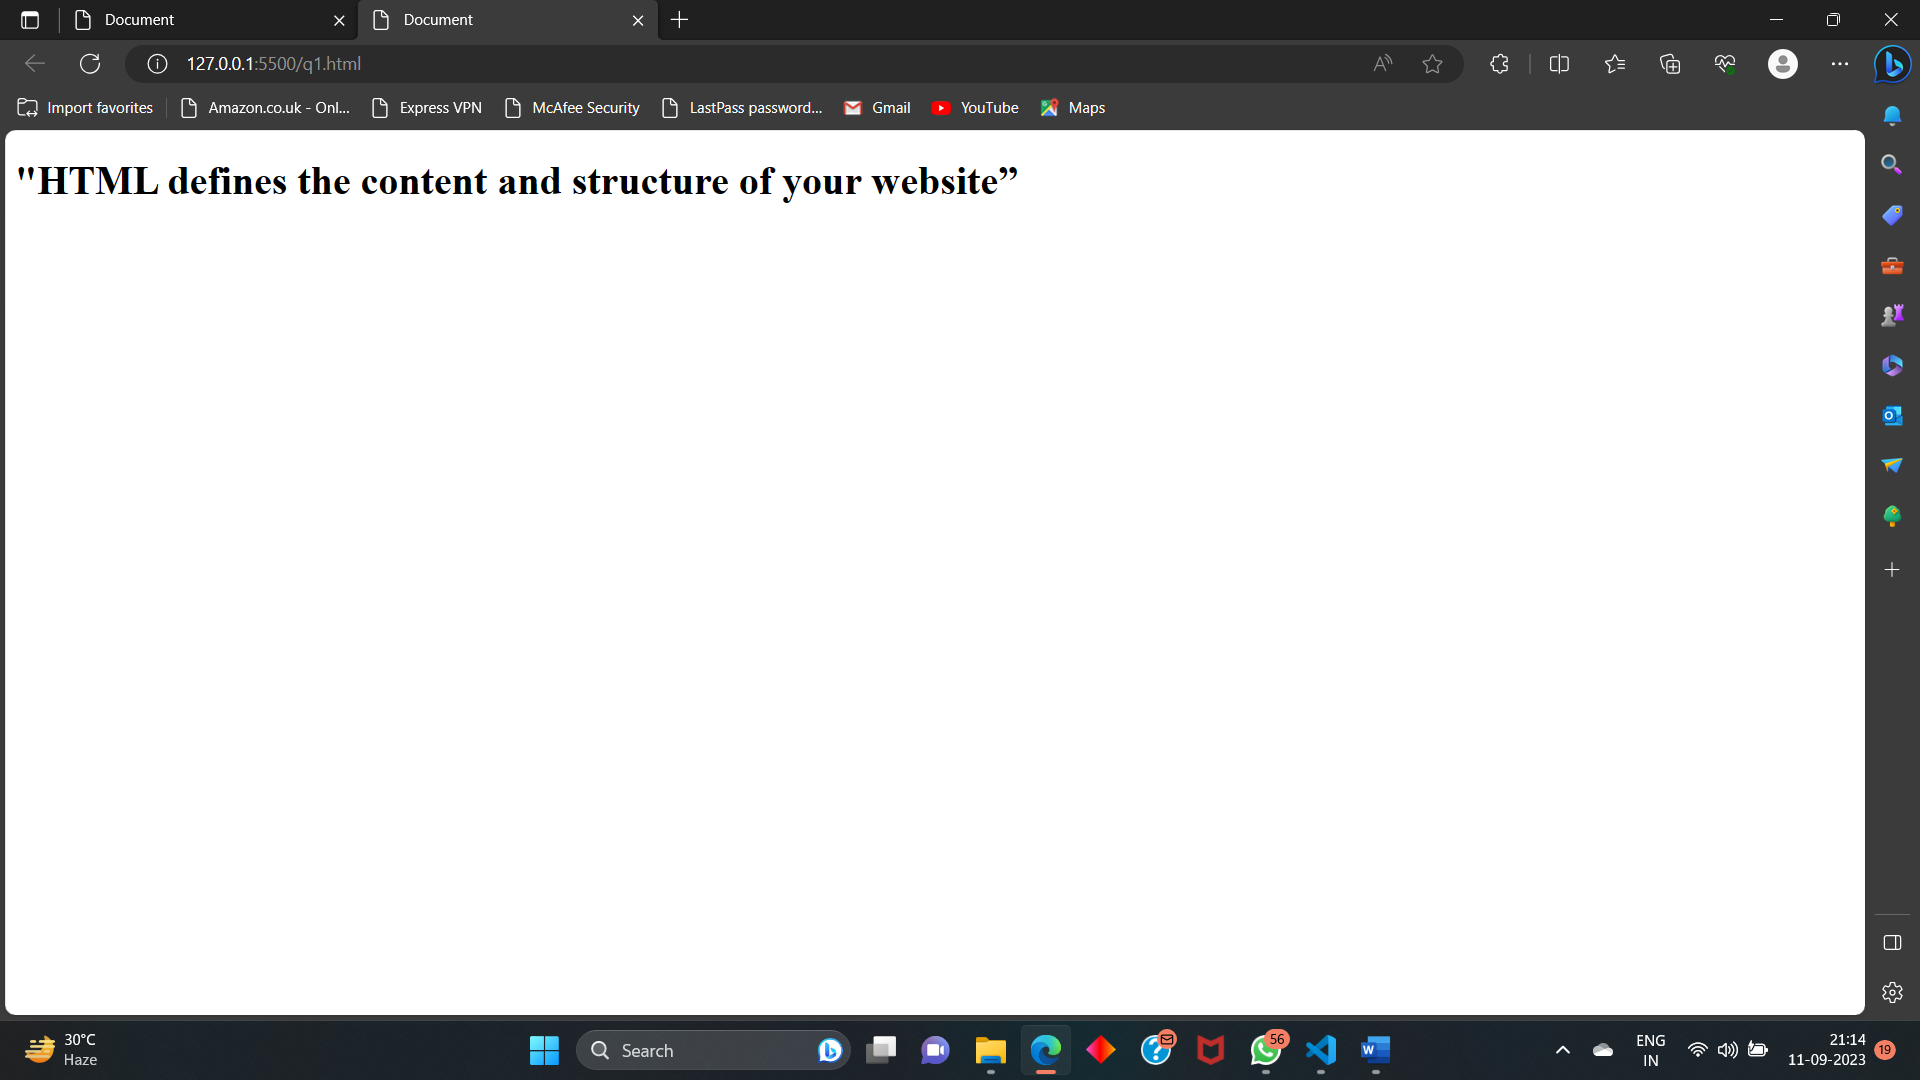 Document
Document
127.0.0.1:5500/q1.html
Import favorites
Amazon.co.uk - Onl...
Express VPN
McAfee Security
LastPass password...
Gmail
YouTube
Maps
"HTML defines the content and structure of your website”
30°C
Haze
Search
56
ENG
IN
21:14
11-09-2023
19